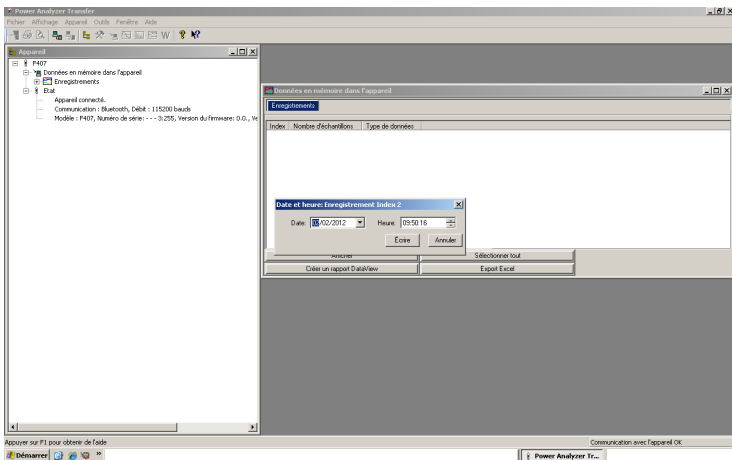 Power Analyzer Transfer
Fichier Affichage Appareil Outils Fenêtre Aide
Appareil
F407
Données en mémoire dans l'appareil
Enregistrements
Etat
Appareil connecté.
Communication : Bluetooth, Débit : 115200 bauds
Modèle : F407, Numéro de série: - - - 3:255, Version du firmware: 0.0., Ve
Données en mémoire dans l'appareil
Enregistrements
Index Nombre d'échantillons Type de données
Date et heure: Enregistrement Index 2
Date: 02/02/2012 Heure: 09:50:16
Ecrire Annuler
Afficher Sélectionner tout
Créer un rapport DataView Export Excel
Appuyer sur F1 pour obtenir de l'aide Communication avec l'appareil OK
Démarrer Power Analyzer Tr...